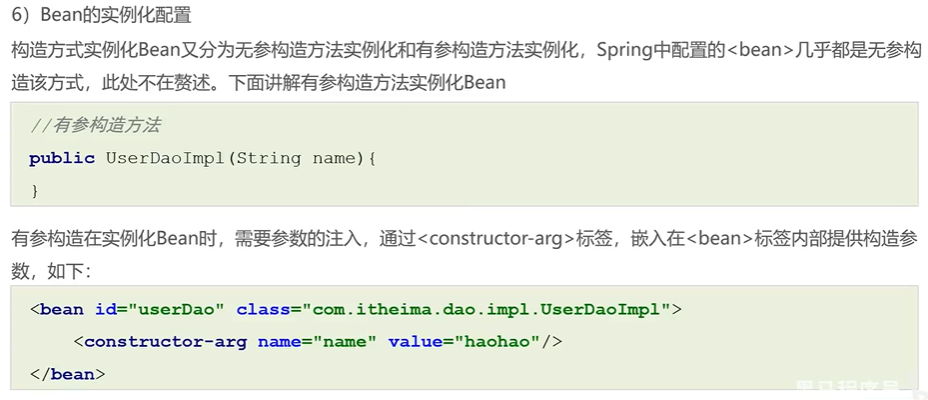 6）Bean的实例化配置
构造方式实例化Bean又分为无参构造方法实例化和有参构造方法实例化，Spring中配置的<bean>几乎都是无参构
造该方式，此处不在赘述。下面讲解有参构造方法实例化Bean
//有参构造方法
public UserDaoImpl(String name){
}
有参构造在实例化Bean时，需要参数的注入，通过<constructor-arg>标签，嵌入在<bean>标签内部提供构造参
数，如下：
<bean id="userDao" class="com.itheima.dao.impl.UserDaoImpl">
<constructor-arg name="name" value="haohao"/>
</bean>